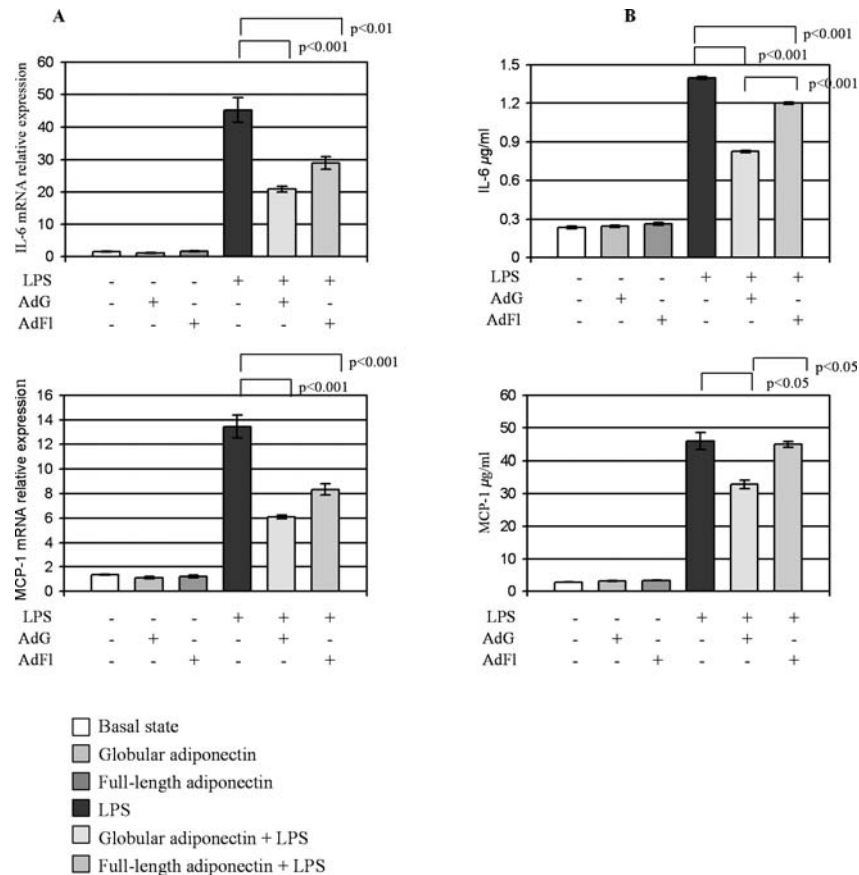 A
p<0.01
p<0.001
IL-6 mRNA relative expression
60
50
40
30
20
10
0
LPS - - - + + +
AdG - + - - + -
AdFl - - + - - +
B
p<0.001
p<0.001
p<0.001
IL-6 µg/ml
1.5
1.2
0.9
0.6
0.3
0
LPS - - - + + +
AdG - + - - + -
AdFl - - + - - +
p<0.001
p<0.001
MCP-1 mRNA relative expression
16
14
12
10
8
6
4
2
0
LPS - - - + + +
AdG - + - - + -
AdFl - - + - - +
p<0.05
p<0.05
MCP-1 µg/ml
60
50
40
30
20
10
0
LPS - - - + + +
AdG - + - - + -
AdFl - - + - - +
Basal state
Globular adiponectin
Full-length adiponectin
LPS
Globular adiponectin + LPS
Full-length adiponectin + LPS